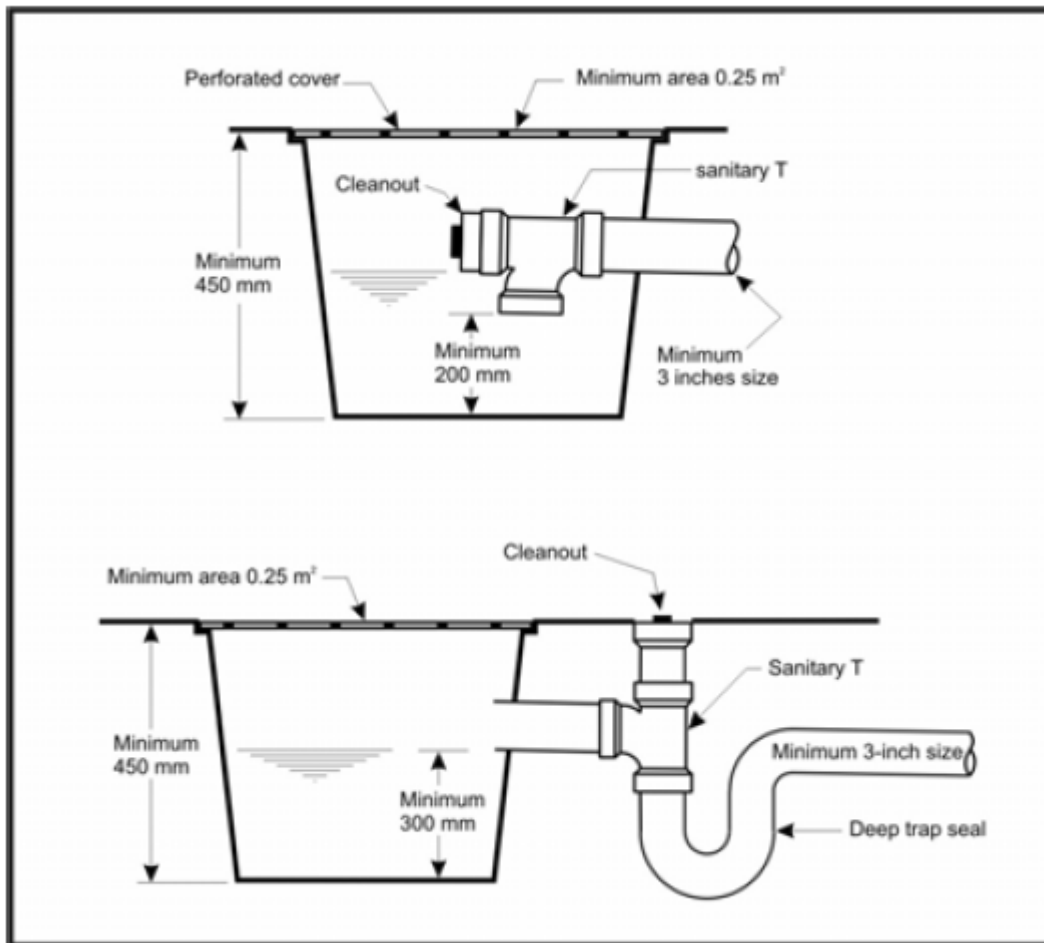 Perforated cover
Minimum area 0.25 m²
Cleanout
sanitary T
Minimum
450 mm
Minimum
200 mm
Minimum
3 inches size
Cleanout
Minimum area 0.25 m²
Sanitary T
Minimum
450 mm
Minimum 3-inch size
Minimum
300 mm
Deep trap seal